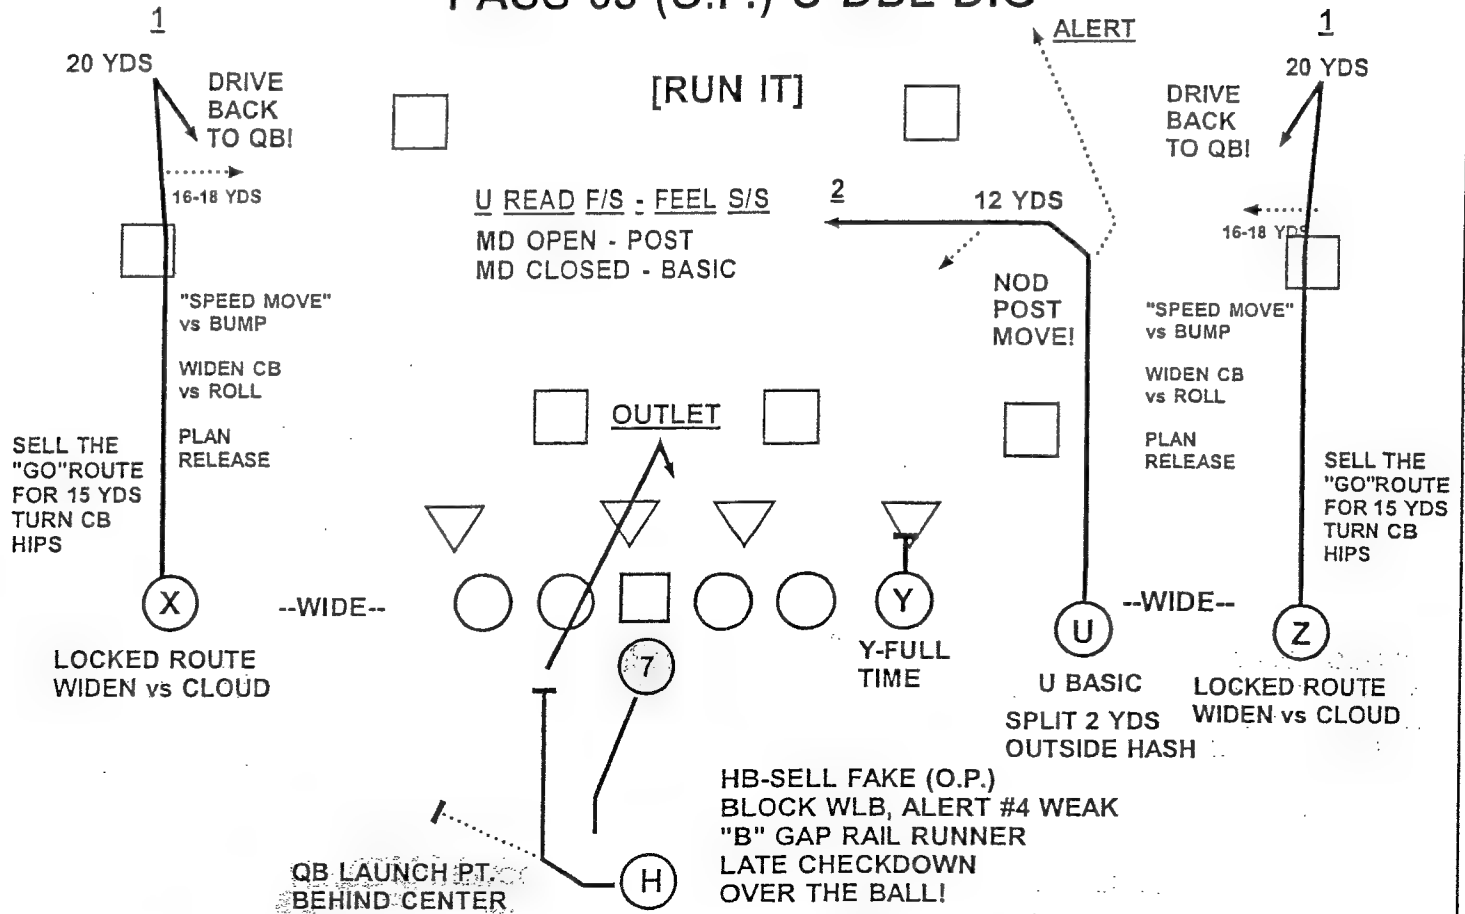 1
ALERT
1
20 YDS
DRIVE
BACK
TO QB!
[RUN IT]
20 YDS
DRIVE
BACK
TO QB!
16-18 YDS
U READ F/S - FEEL S/S
MD OPEN - POST
MD CLOSED - BASIC
2
12 YDS
16-18 YDS
NOD
POST
MOVE!
"SPEED MOVE"
vs BUMP
WIDEN CB
vs ROLL
PLAN
RELEASE
"SPEED MOVE"
vs BUMP
WIDEN CB
vs ROLL
PLAN
RELEASE
OUTLET
SELL THE
"GO"ROUTE
FOR 15 YDS
TURN CB
HIPS
SELL THE
"GO"ROUTE
FOR 15 YDS
TURN CB
HIPS
X
--WIDE--
Y
U
--WIDE--
Z
7
LOCKED ROUTE
WIDEN vs CLOUD
Y-FULL
TIME
U BASIC
SPLIT 2 YDS
OUTSIDE HASH
LOCKED ROUTE
WIDEN vs CLOUD
HB-SELL FAKE (O.P.)
BLOCK WLB, ALERT #4 WEAK
"B" GAP RAIL RUNNER
LATE CHECKDOWN
OVER THE BALL!
H
QB LAUNCH PT.
BEHIND CENTER